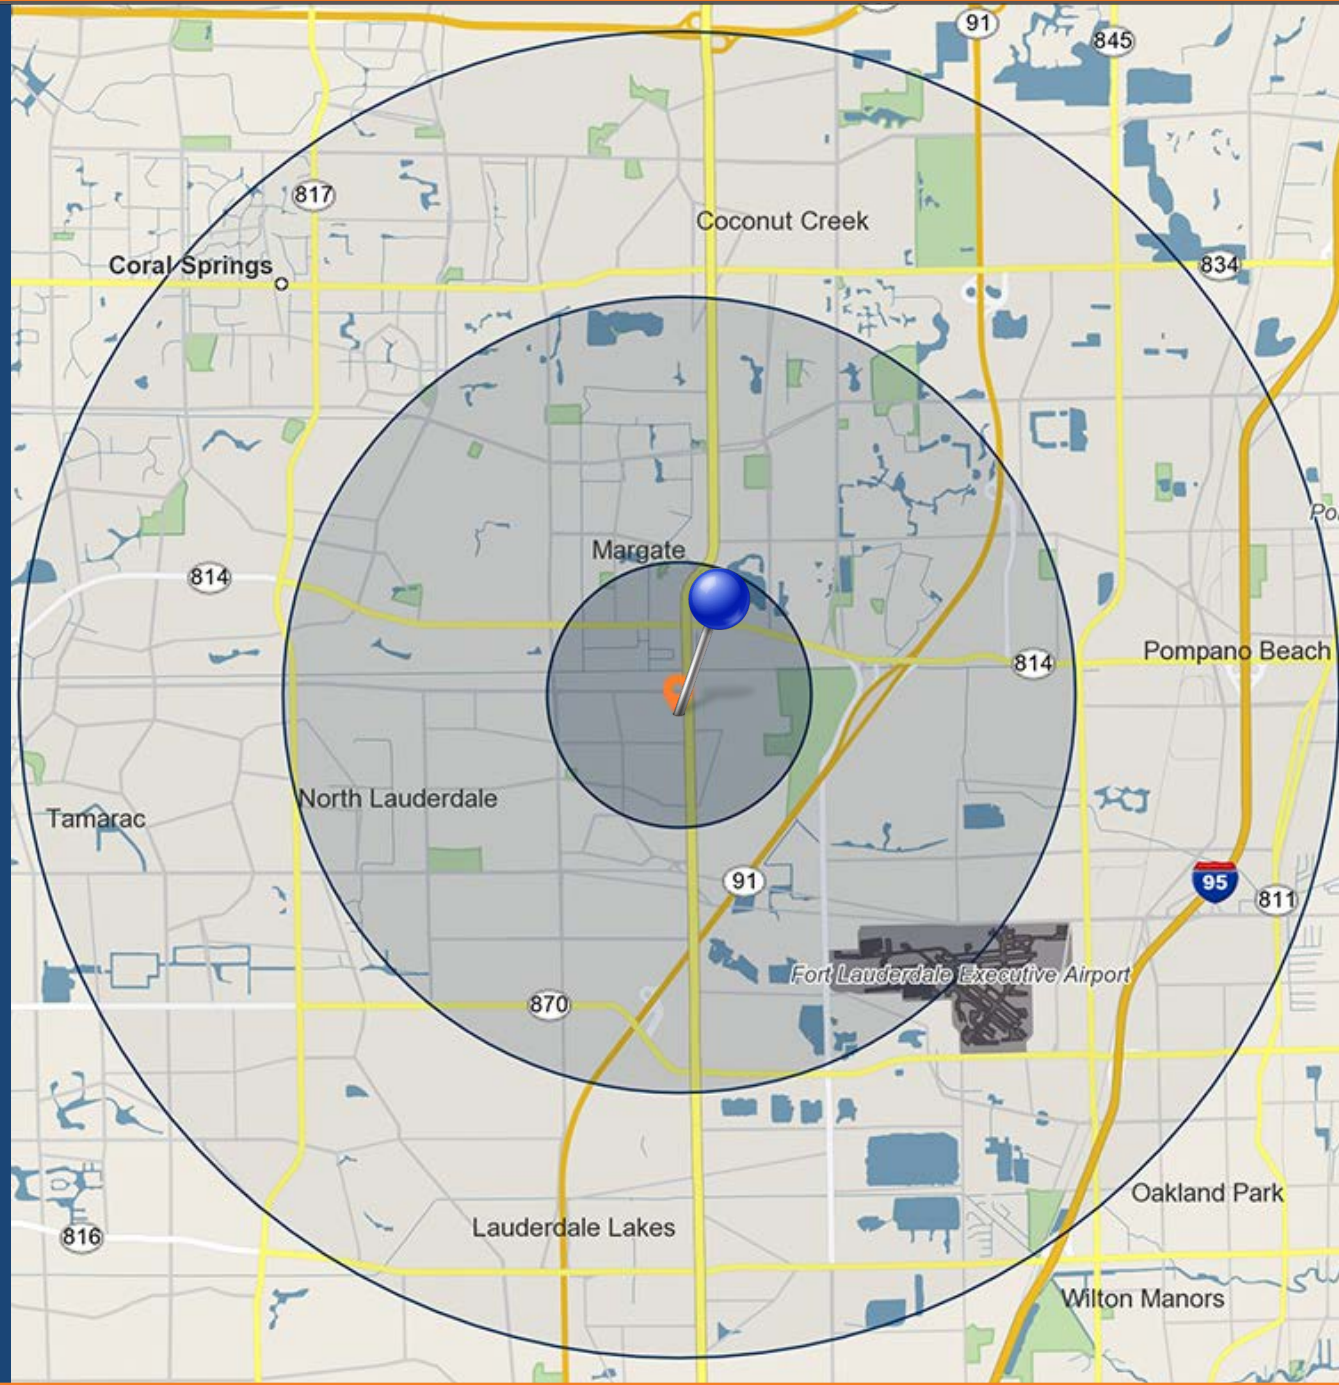 91
845
817
Coconut Creek
Coral Springs
834
Po
Margate
814
Pompano Beach
814
North Lauderdale
Tamarac
91
95
811
Fort Lauderdale Executive Airport
870
Oakland Park
Lauderdale Lakes
816
Wilton Manors